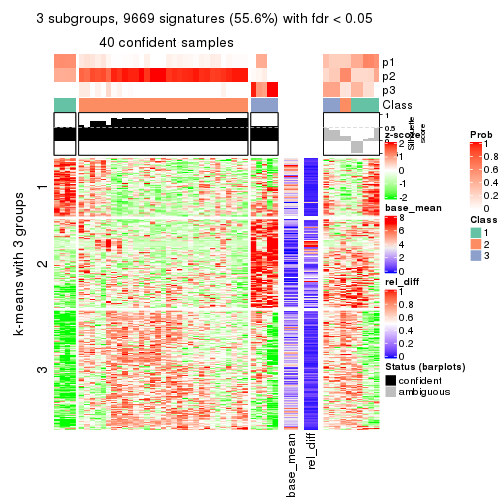 3 subgroups, 9669 signatures (55.6%) with fdr < 0.05
40 confident samples
p1
p2
p3
Class
1
0.5
0
Silhouette
score
k-means with 3 groups
1
2
3
base_mean
rel_diff
z-score
2
1
0
-1
-2
base_mean
8
6
4
2
0
rel_diff
1
0.8
0.6
0.4
0.2
0
Status (barplots)
confident
ambiguous
Prob
1
0.8
0.6
0.4
0.2
0
Class
1
2
3